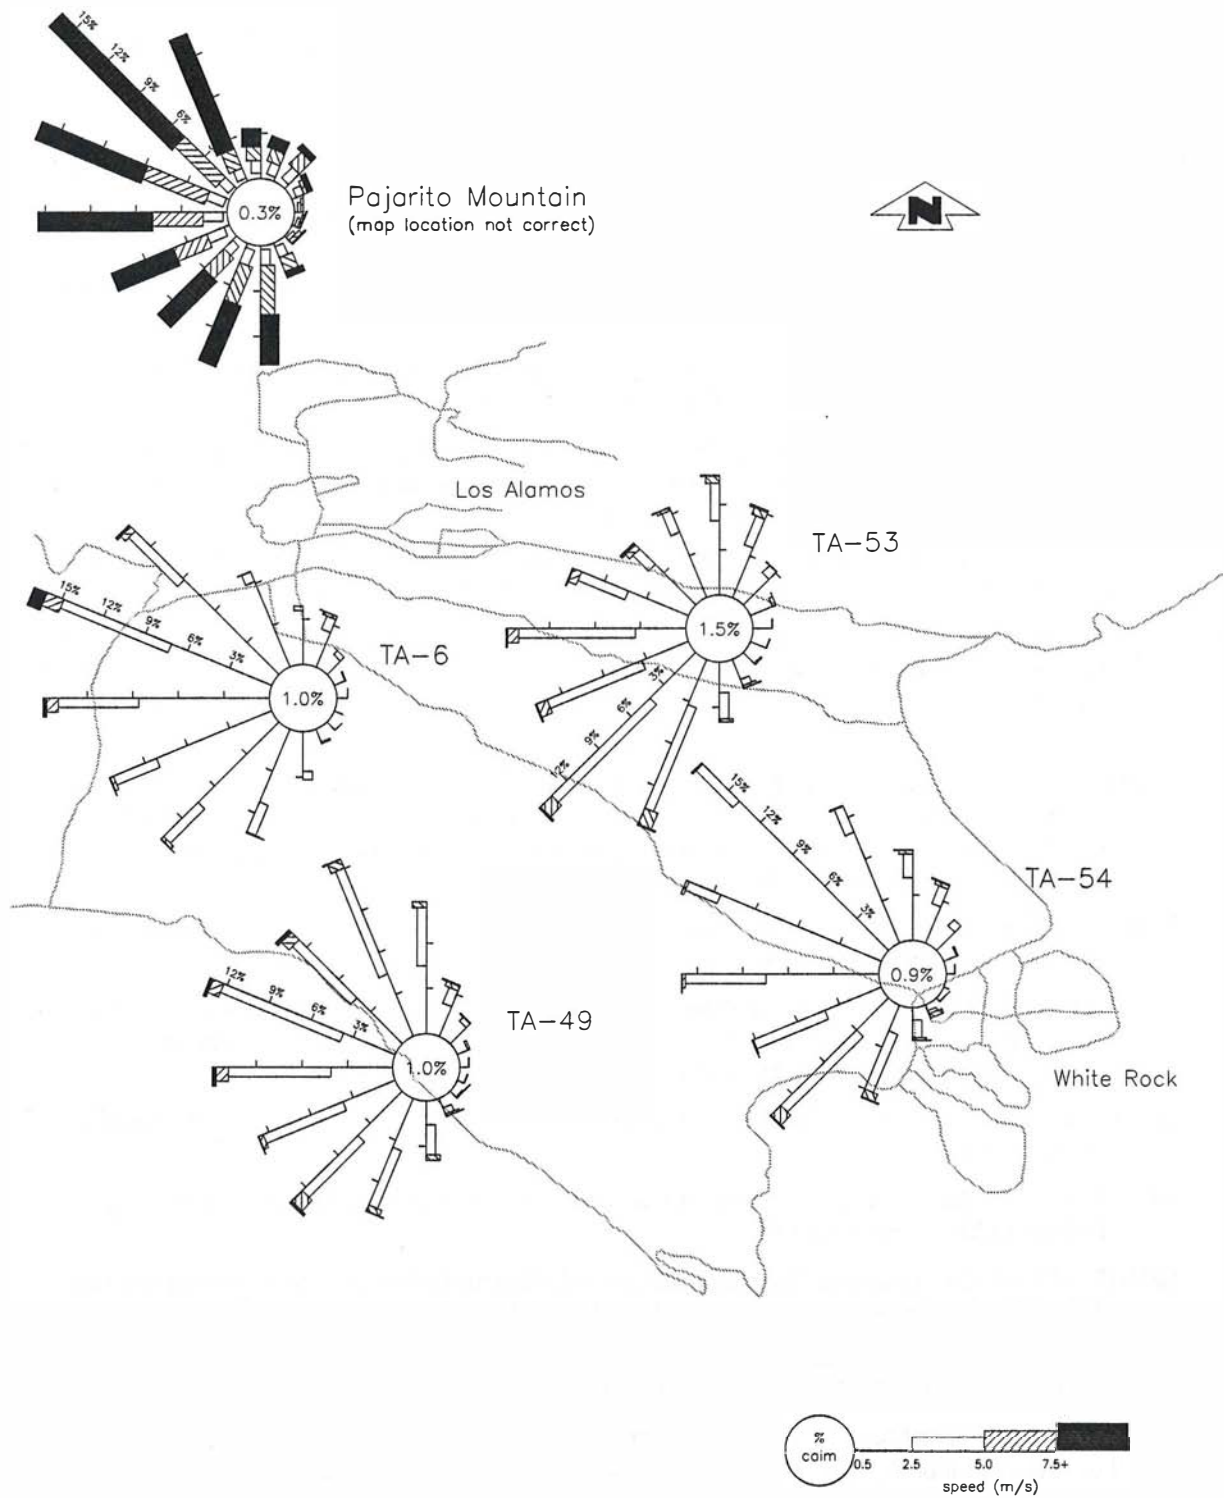 15%
12%
9%
6%
0.3%
Pajarito Mountain
(map location not correct)
N
Los Alamos
TA-53
1.5%
3%
6%
9%
12%
15%
12%
9%
6%
3%
TA-6
1.0%
15%
12%
9%
6%
3%
TA-54
0.9%
12%
9%
6%
3%
TA-49
1.0%
White Rock
%
calm
0.5 2.5 5.0 7.5+
speed (m/s)